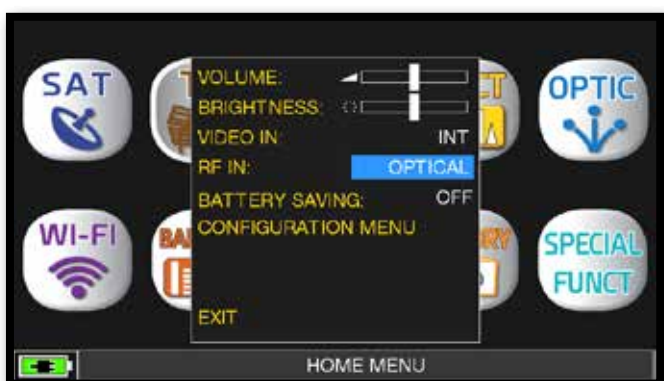 SAT
OPTIC
VOLUME:
BRIGHTNESS:
VIDEO IN INT
RF IN: OPTICAL
BATTERY SAVING: OFF
CONFIGURATION MENU
EXIT
WI-FI
SPECIAL
FUNCT
HOME MENU